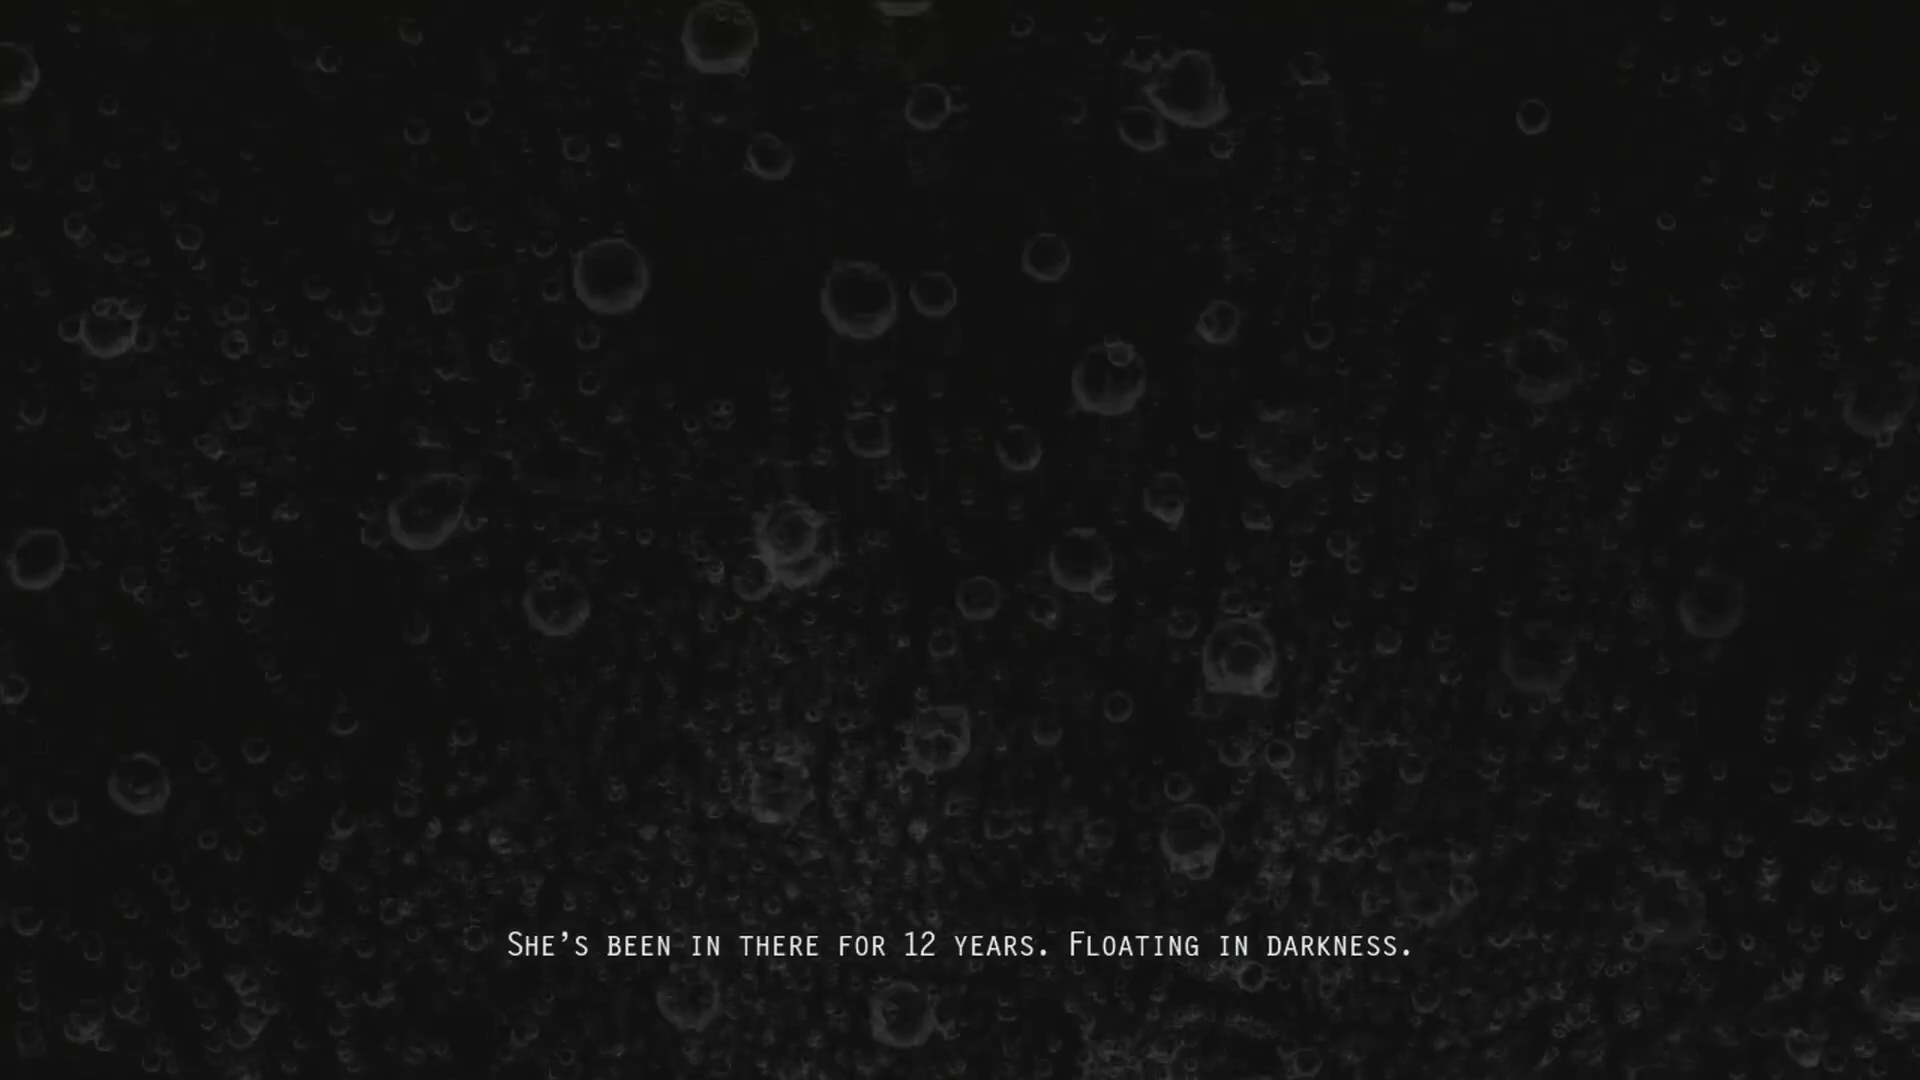 She's been in there for 12 years. Floating in darkness.